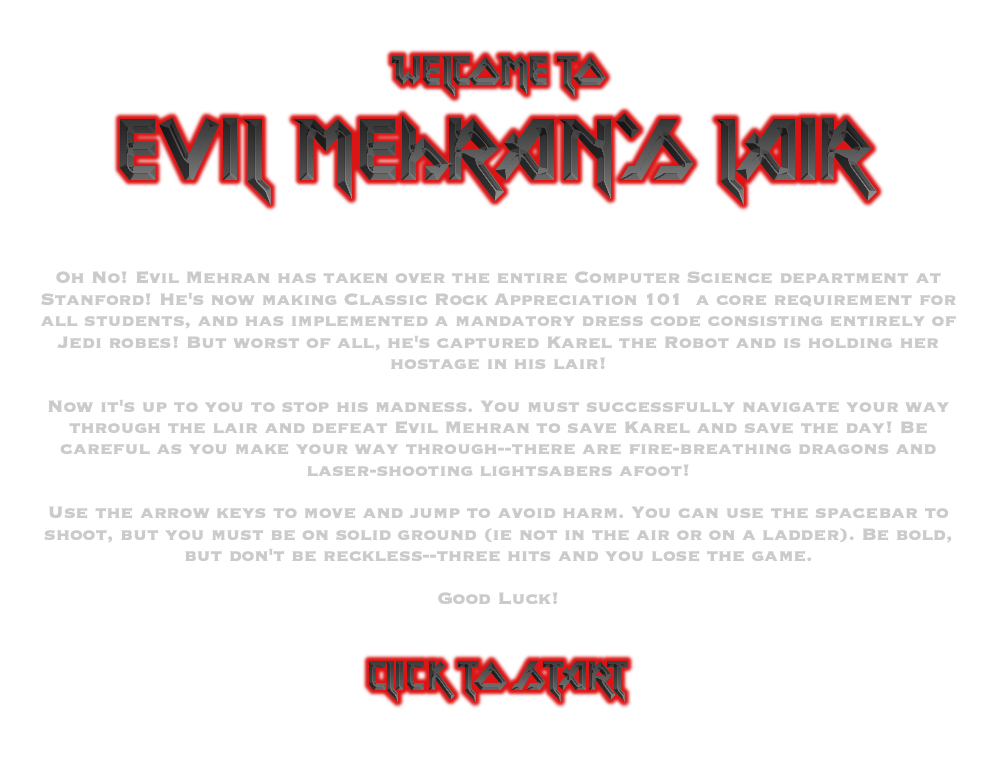 Welcome to
Evil Mehran's Lair
Oh No! Evil Mehran has taken over the entire Computer Science department at
Stanford! He's now making Classic Rock Appreciation 101  a core requirement for
all students, and has implemented a mandatory dress code consisting entirely of
Jedi robes! But worst of all, he's captured Karel the Robot and is holding her
hostage in his lair!
Now it's up to you to stop his madness. You must successfully navigate your way
through the lair and defeat Evil Mehran to save Karel and save the day! Be
careful as you make your way through--there are fire-breathing dragons and
laser-shooting lightsabers afoot!
Use the arrow keys to move and jump to avoid harm. You can use the spacebar to
shoot, but you must be on solid ground (ie not in the air or on a ladder). Be bold,
but don't be reckless--three hits and you lose the game.
Good Luck!
Click to Start